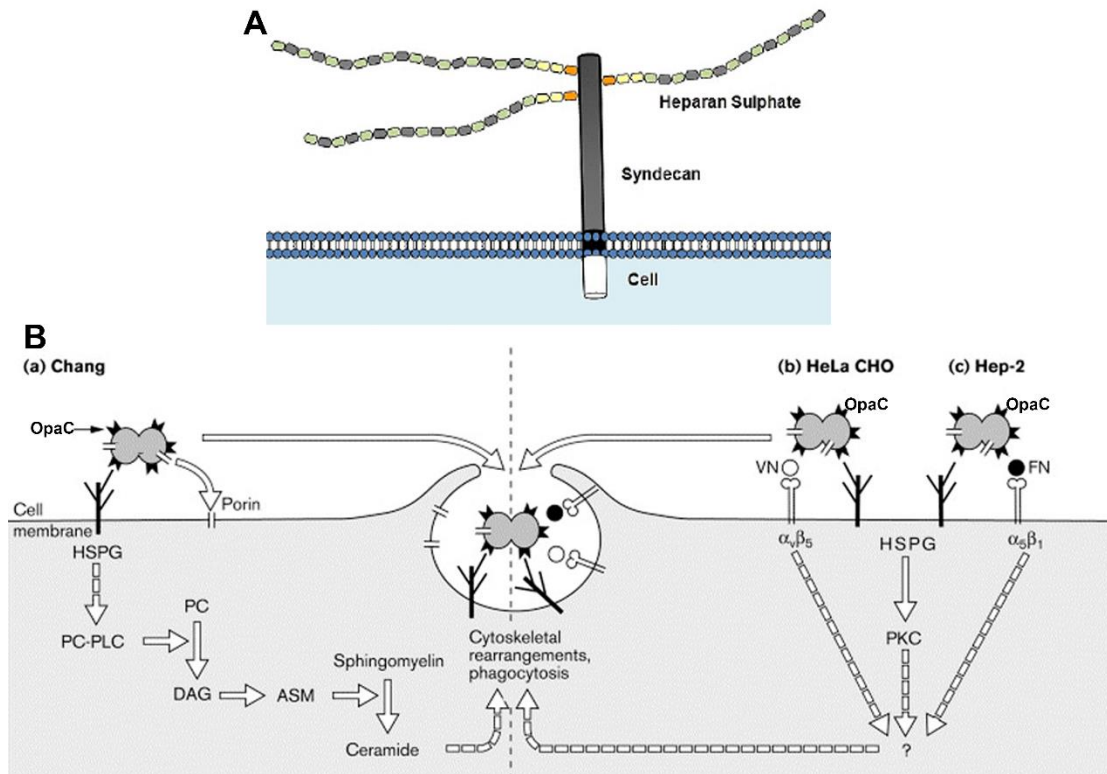 A
Heparan Sulphate
Syndecan
Cell
B
(a) Chang
(b) HeLa CHO
(c) Hep-2
OpaC
OpaC
OpaC
VN
FN
Porin
Cell
membrane
HSPG
αvβ5
HSPG
α5β1
PC
PC-PLC
PKC
Cytoskeletal
rearrangements,
phagocytosis
Sphingomyelin
DAG
ASM
Ceramide
?